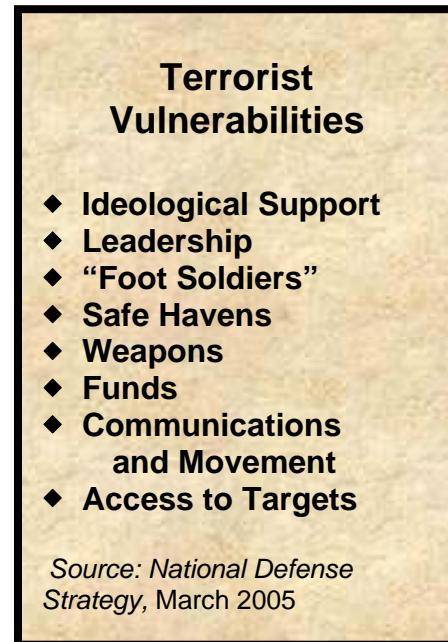 Terrorist
Vulnerabilities
◆ Ideological Support
◆ Leadership
◆ “Foot Soldiers”
◆ Safe Havens
◆ Weapons
◆ Funds
◆ Communications
and Movement
◆ Access to Targets
Source: National Defense
Strategy, March 2005